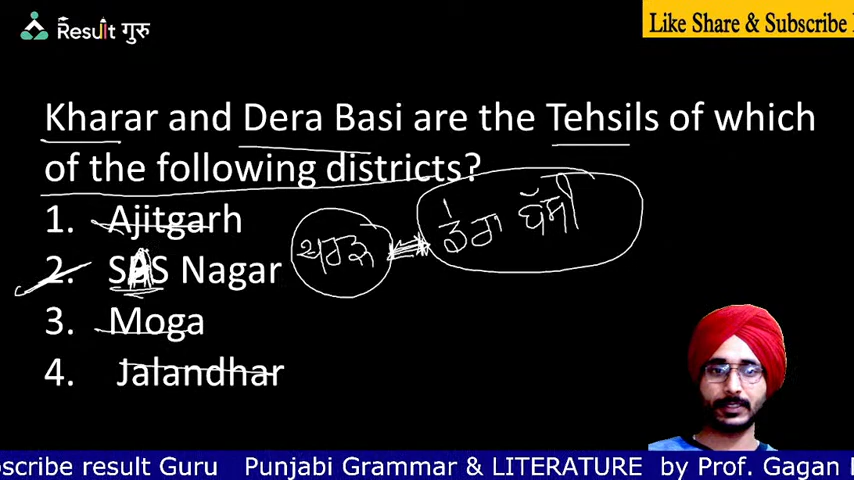 Result गुरु
Like Share & Subscribe
Kharar and Dera Basi are the Tehsils of which
of the following districts?
1. Ajitgarh
2. SAS Nagar
3. Moga
4. Jalandhar
ਖਰੜ ਡੇਰਾ ਬੱਸੀ
scribe result Guru Punjabi Grammar & LITERATURE by Prof. Gagan